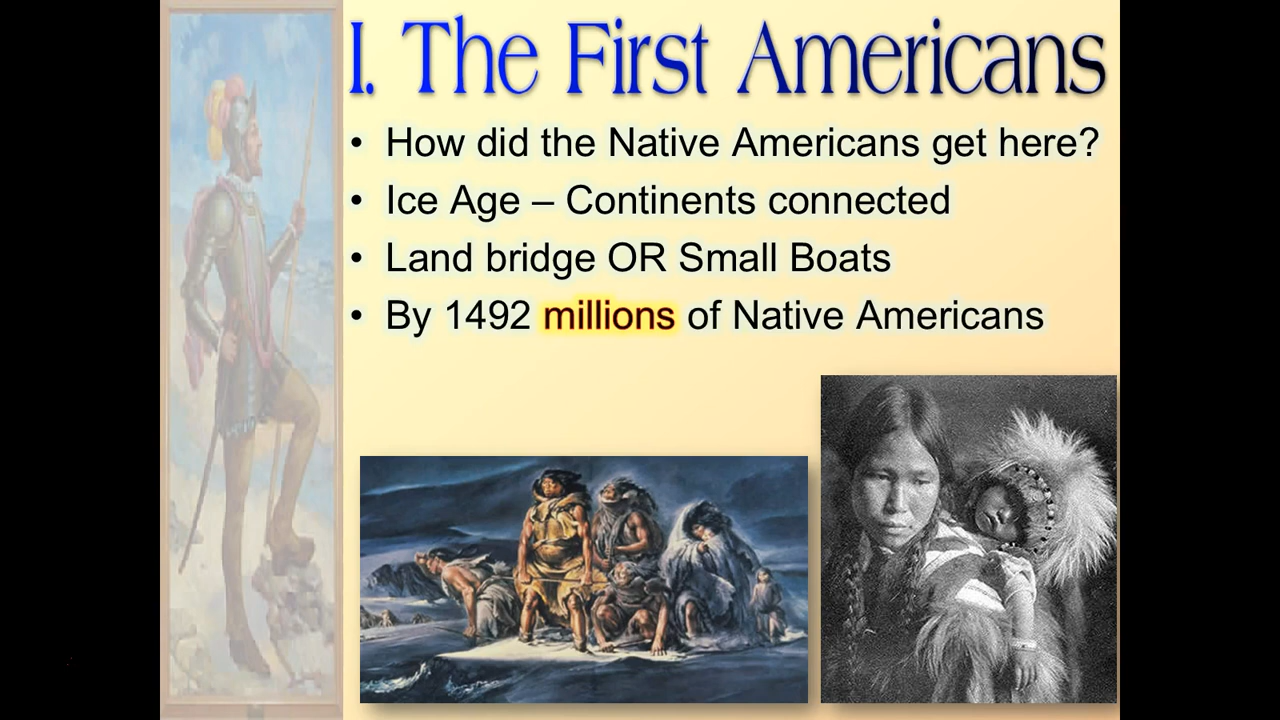 I. The First Americans
• How did the Native Americans get here?
• Ice Age – Continents connected
• Land bridge OR Small Boats
• By 1492 millions of Native Americans